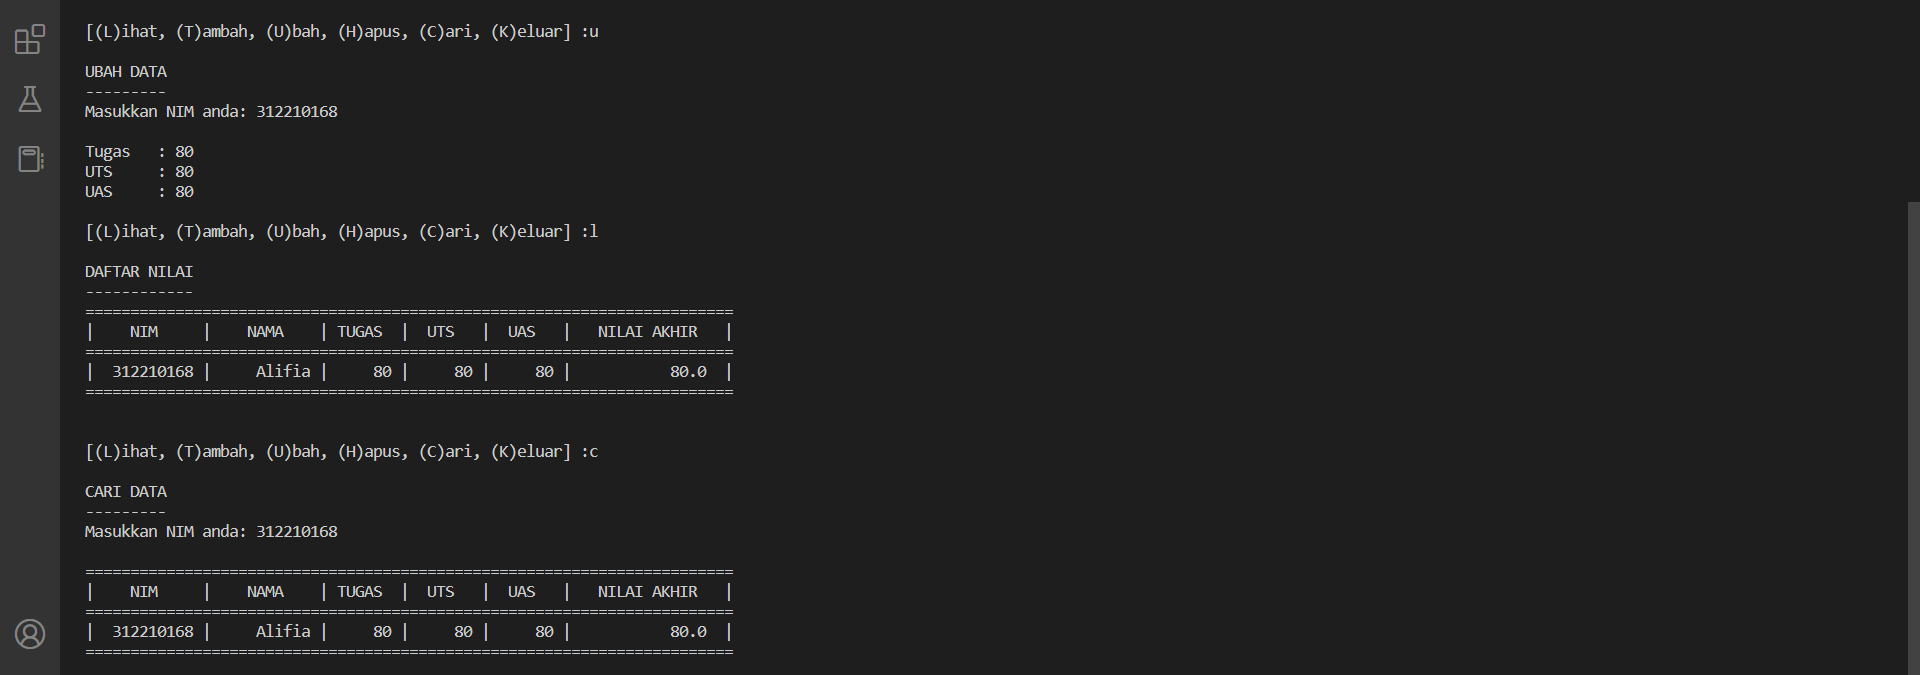 [(L)ihat, (T)ambah, (U)bah, (H)apus, (C)ari, (K)eluar] :u
UBAH DATA
---------
Masukkan NIM anda: 312210168
Tugas   : 80
UTS     : 80
UAS     : 80
[(L)ihat, (T)ambah, (U)bah, (H)apus, (C)ari, (K)eluar] :l
DAFTAR NILAI
------------
========================================================================
|    NIM     |    NAMA    | TUGAS  |  UTS   |  UAS   |   NILAI AKHIR   |
========================================================================
|  312210168 |     Alifia |     80 |     80 |     80 |           80.0  |
========================================================================
[(L)ihat, (T)ambah, (U)bah, (H)apus, (C)ari, (K)eluar] :c
CARI DATA
---------
Masukkan NIM anda: 312210168
========================================================================
|    NIM     |    NAMA    | TUGAS  |  UTS   |  UAS   |   NILAI AKHIR   |
========================================================================
|  312210168 |     Alifia |     80 |     80 |     80 |           80.0  |
========================================================================